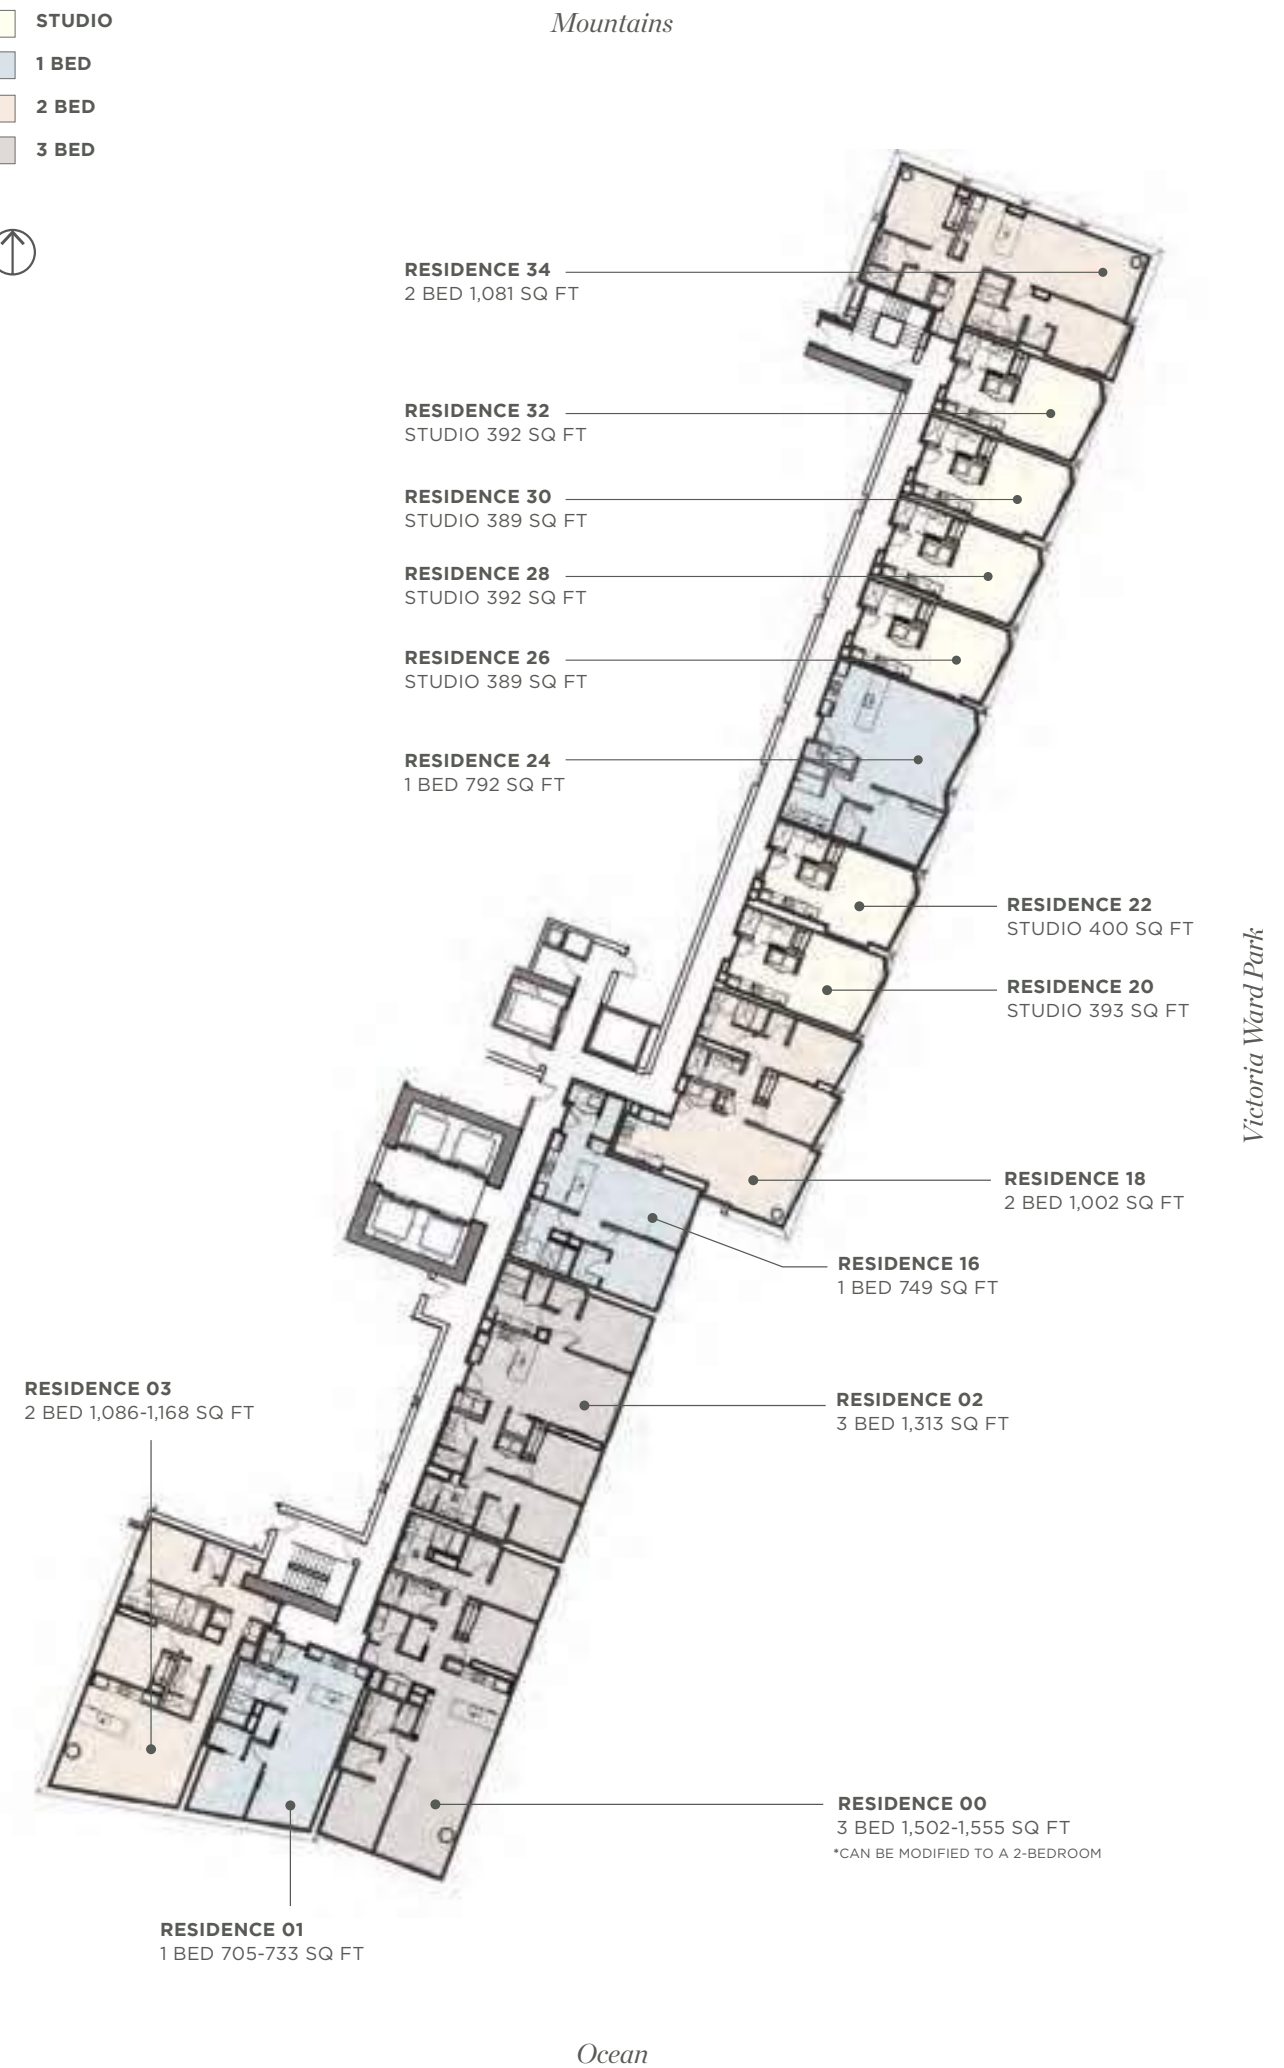 STUDIO
1 BED
2 BED
3 BED
Mountains
RESIDENCE 34
2 BED 1,081 SQ FT
RESIDENCE 32
STUDIO 392 SQ FT
RESIDENCE 30
STUDIO 389 SQ FT
RESIDENCE 28
STUDIO 392 SQ FT
RESIDENCE 26
STUDIO 389 SQ FT
RESIDENCE 24
1 BED 792 SQ FT
RESIDENCE 22
STUDIO 400 SQ FT
RESIDENCE 20
STUDIO 393 SQ FT
Victoria Ward Park
RESIDENCE 18
2 BED 1,002 SQ FT
RESIDENCE 16
1 BED 749 SQ FT
RESIDENCE 03
2 BED 1,086-1,168 SQ FT
RESIDENCE 02
3 BED 1,313 SQ FT
RESIDENCE 00
3 BED 1,502-1,555 SQ FT
*CAN BE MODIFIED TO A 2-BEDROOM
RESIDENCE 01
1 BED 705-733 SQ FT
Ocean